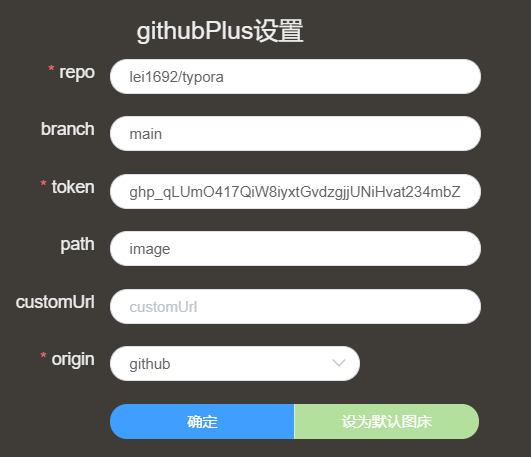 githubPlus设置
* repo lei1692/typora
branch main
* token 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
path image
customUrl customUrl
* origin github
确定 设为默认图床